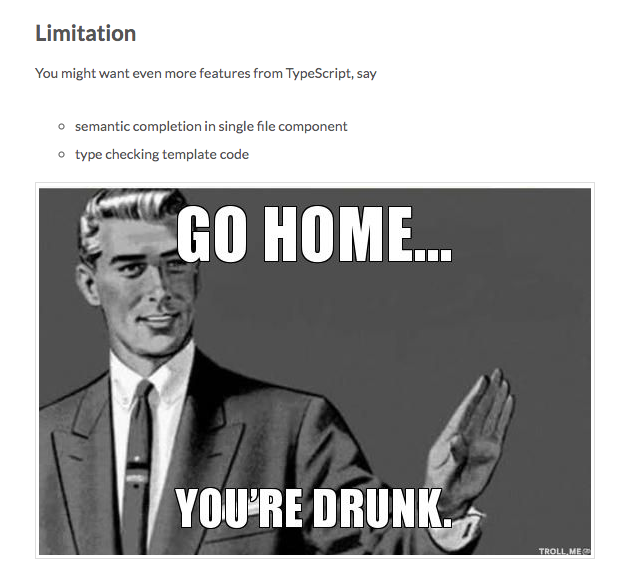 Limitation
You might want even more features from TypeScript, say
semantic completion in single file component
type checking template code
GO HOME...
YOU'RE DRUNK.
TROLL.ME